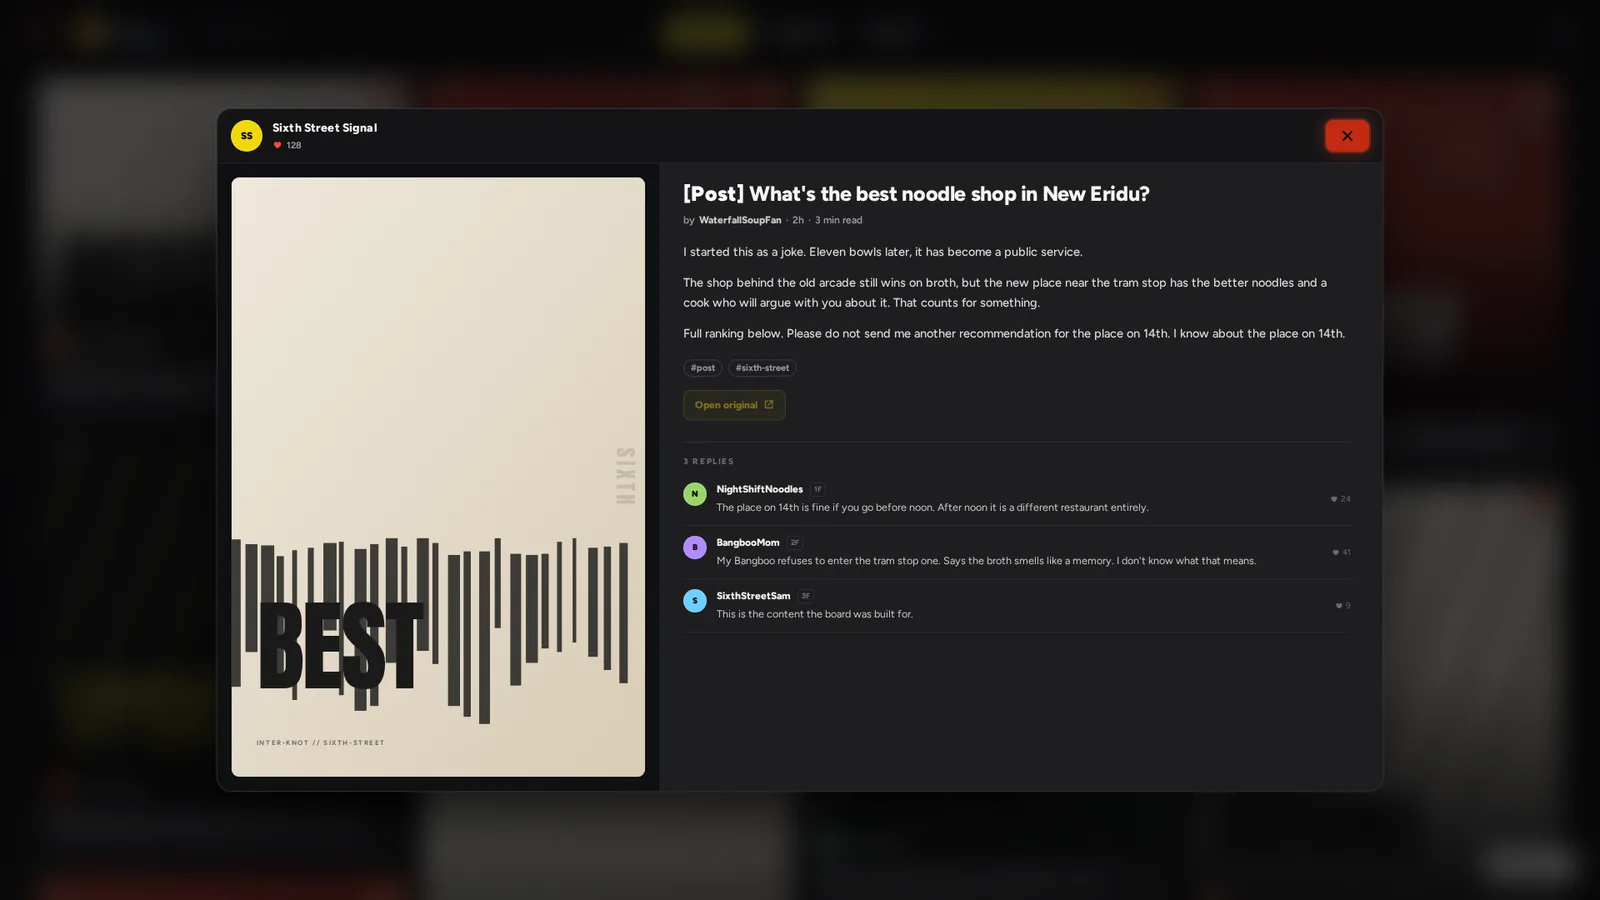 SS
Sixth Street Signal
128
SIXTH
BEST
INTER-KNOT // SIXTH-STREET
[Post] What's the best noodle shop in New Eridu?
by WaterfallSoupFan · 2h · 3 min read
I started this as a joke. Eleven bowls later, it has become a public service.
The shop behind the old arcade still wins on broth, but the new place near the tram stop has the better noodles and a
cook who will argue with you about it. That counts for something.
Full ranking below. Please do not send me another recommendation for the place on 14th. I know about the place on 14th.
#post #sixth-street
Open original
3 REPLIES
N NightShiftNoodles 1F
The place on 14th is fine if you go before noon. After noon it is a different restaurant entirely.
24
B BangbooMom 2F
My Bangboo refuses to enter the tram stop one. Says the broth smells like a memory. I don't know what that means.
41
S SixthStreetSam 3F
This is the content the board was built for.
9